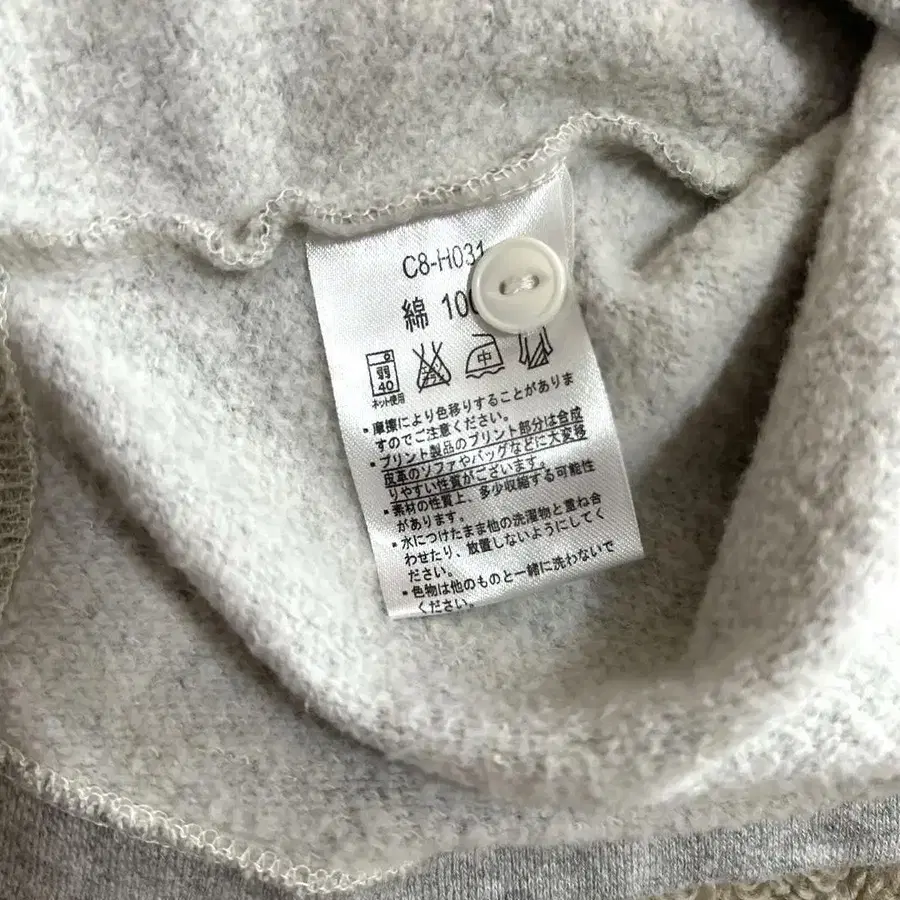 C8-H031
綿 100
弱
40
中
ネット使用
▪摩擦により色移りすることがありま
すのでご注意ください。
▪プリント製品のプリント部分は合成
皮革のソファやバッグなどに大変移
りやすい性質がございます。
▪素材の性質上、多少収縮する可能性
があります。
▪水につけたまま他の洗濯物と重ね合
わせたり、放置しないようにしてく
ださい。
▪色物は他のものと一緒に洗わないで
ください。